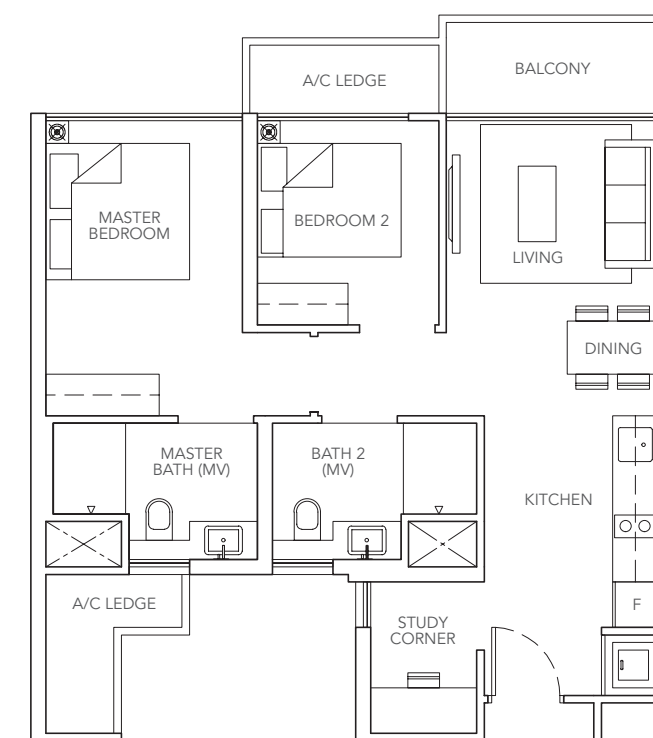 A/C LEDGE
BALCONY
MASTER
BEDROOM
BEDROOM 2
LIVING
DINING
MASTER
BATH (MV)
BATH 2
(MV)
KITCHEN
A/C LEDGE
F
STUDY
CORNER